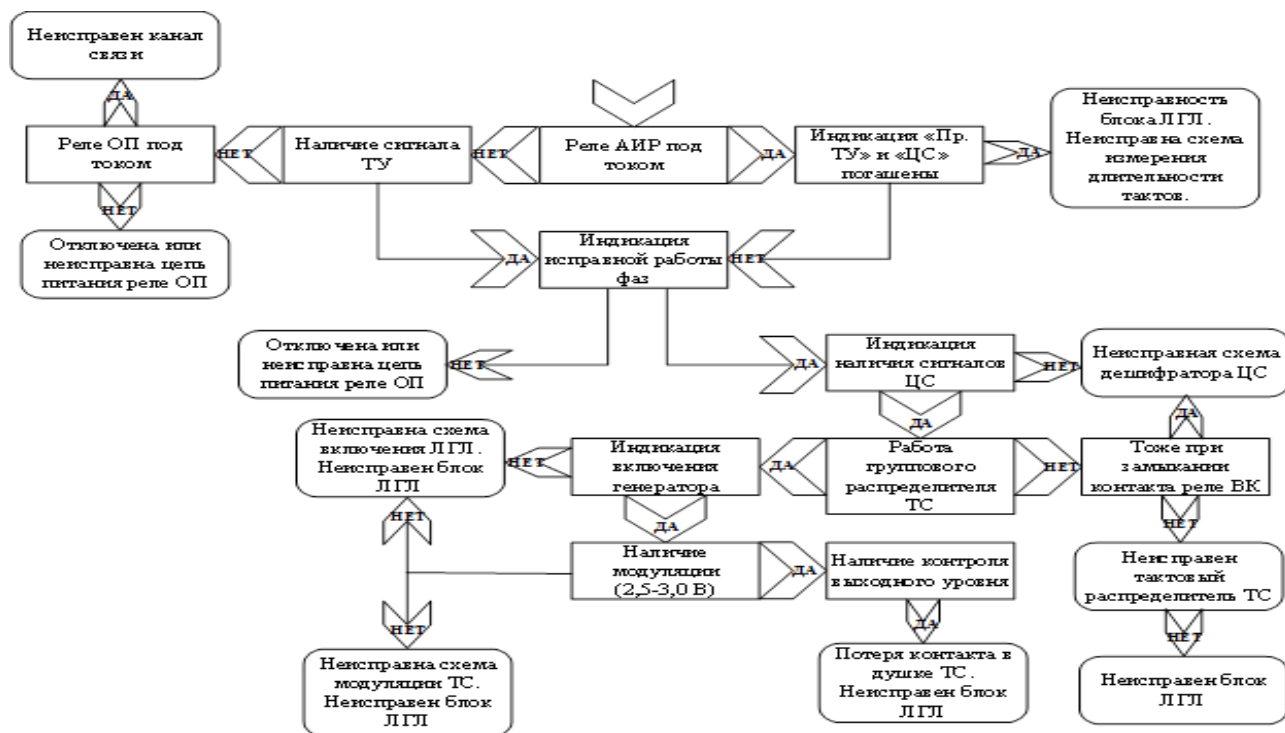 Неисправен канал
связи
ДА
Реле ОП под
током
НЕТ
Наличие сигнала
ТУ
НЕТ
Реле АИР под
током
ДА
Индикация «Пр.
ТУ» и «ЦС»
погашены
ДА
Неисправность
блока ЛГЛ.
Неисправна схема
измерения
длительности
тактов.
НЕТ
Отключена или
неисправна цепь
питания реле ОП
ДА
Индикация
исправной работы
фаз
НЕТ
Отключена или
неисправна цепь
питания реле ОП
НЕТ
ДА
Индикация
наличия сигналов
ЦС
НЕТ
Неисправная схема
дешифратора ЦС
ДА
ДА
Неисправна схема
включения ЛГЛ.
Неисправен блок
ЛГЛ
НЕТ
Индикация
включения
генератора
ДА
Работа
группового
распределителя
ТС
НЕТ
Тоже при
замыкании
контакта реле ВК
НЕТ
ДА
НЕТ
Наличие
модуляции
(2,5-3,0 В)
ДА
Наличие контроля
выходного уровня
Неисправен
тактовый
распределитель ТС
НЕТ
ДА
НЕТ
Неисправна схема
модуляции ТС.
Неисправен блок
ЛГЛ
Потеря контакта в
душке ТС.
Неисправен блок
ЛГЛ
Неисправен блок
ЛГЛ